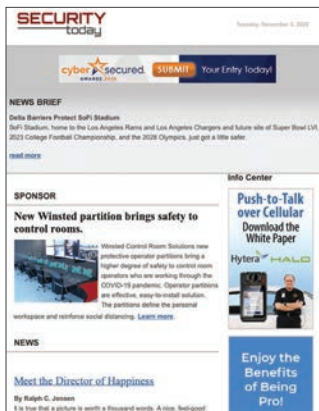 SECURITY
today
Tuesday, November 3, 2020
cyber secured SUBMIT Your Entry Today!
AWARDS 2020
NEWS BRIEF
Delta Barriers Protect SoFi Stadium
SoFi Stadium, home to the Los Angeles Rams and Los Angeles Chargers and future site of Super Bowl LVI,
2023 College Football Championship, and the 2028 Olympics, just got a little safer.
read more
Info Center
SPONSOR
New Winsted partition brings safety to
control rooms.
Winsted Control Room Solutions new
protective operator partitions bring a
higher degree of safety to control room
operators who are working through the
COVID-19 pandemic. Operator partitions
are effective, easy-to-install solution.
The partitions define the personal
workspace and reinforce social distancing. Learn more.
Push-to-Talk
over Cellular
Download the
White Paper
Hytera HALO
NEWS
Meet the Director of Happiness
By Ralph C. Jensen
It is true that a picture is worth a thousand words. A nice, feel-good
Enjoy the
Benefits
of Being
Pro!